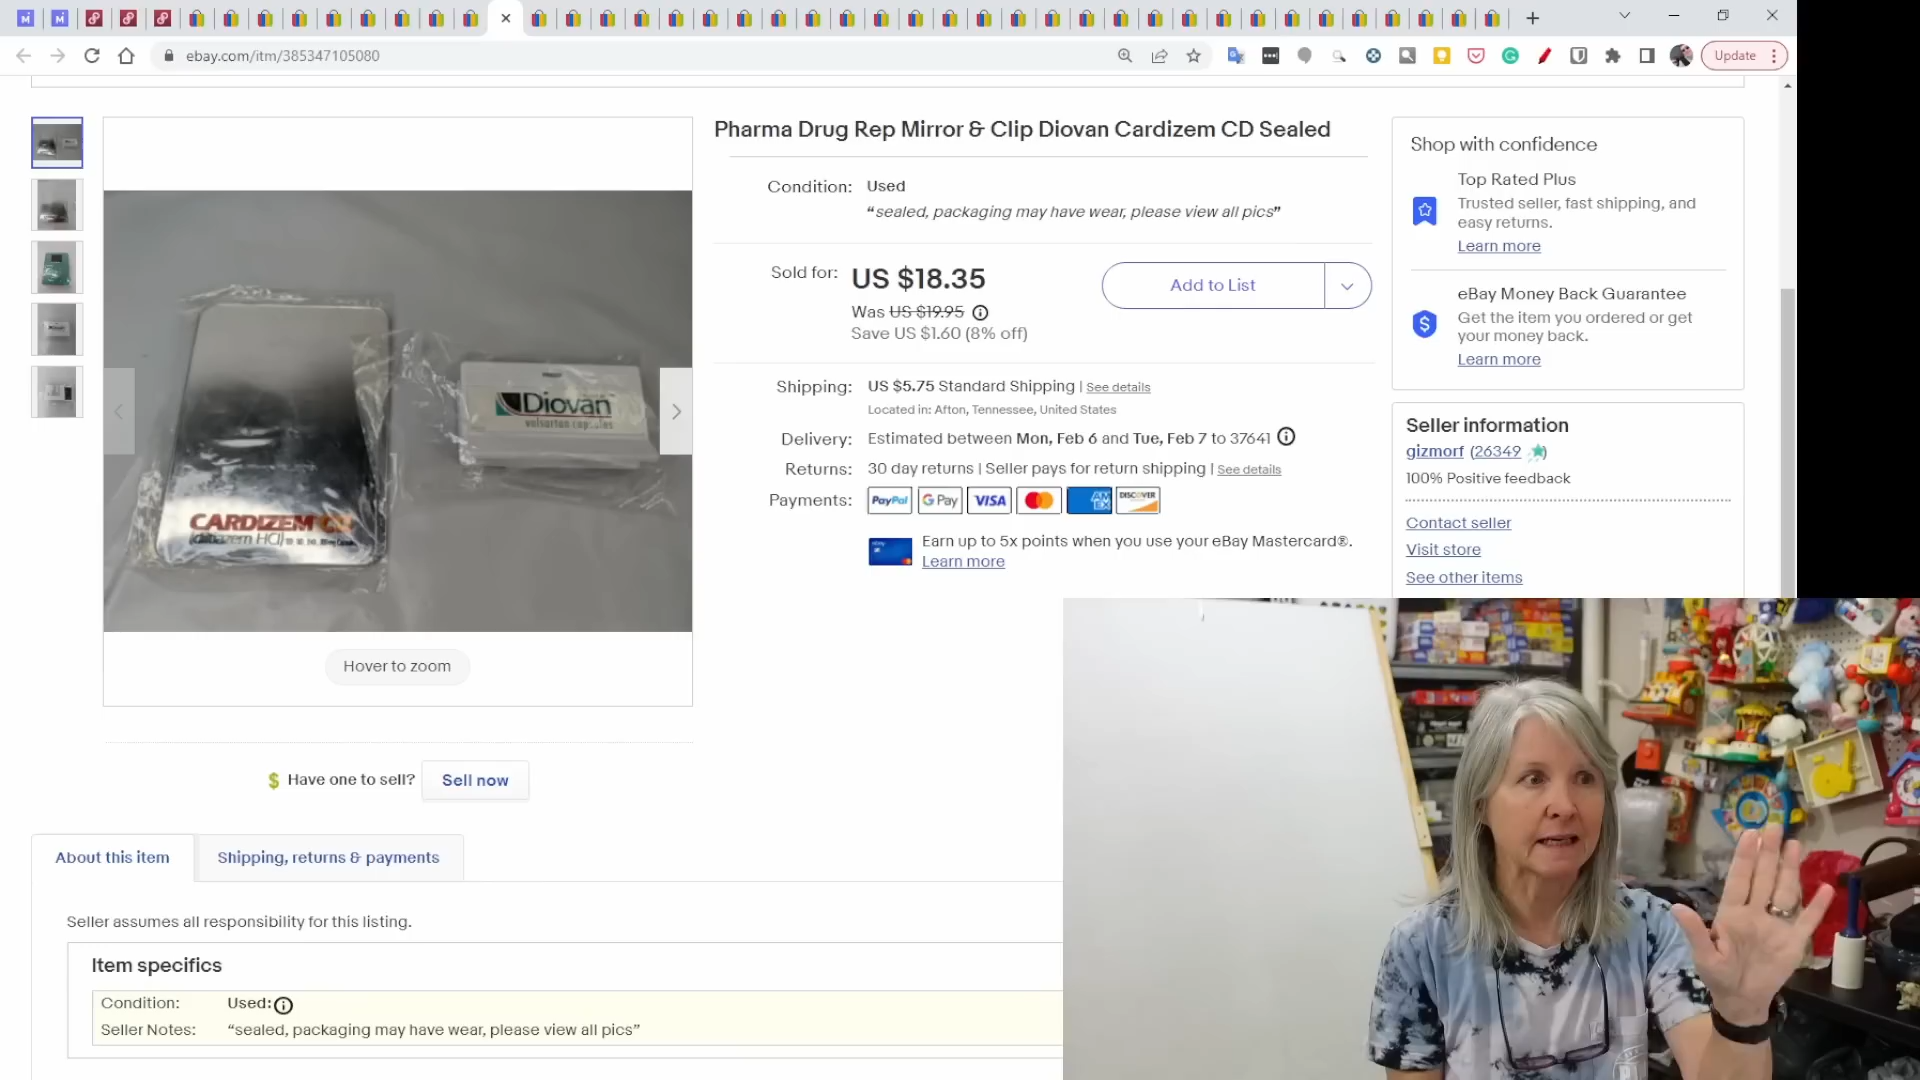 ebay.com/itm/385347105080
Update
Pharma Drug Rep Mirror & Clip Diovan Cardizem CD Sealed
Condition: Used
“sealed, packaging may have wear, please view all pics”
Sold for: US $18.35
Was US $19.95
Save US $1.60 (8% off)
Add to List
Shipping: US $5.75 Standard Shipping | See details
Located in: Afton, Tennessee, United States
Delivery: Estimated between Mon, Feb 6 and Tue, Feb 7 to 37641
Returns: 30 day returns | Seller pays for return shipping | See details
Payments: PayPal G Pay VISA AMEX DISCOVER
Earn up to 5x points when you use your eBay Mastercard®.
Learn more
Shop with confidence
Top Rated Plus
Trusted seller, fast shipping, and
easy returns.
Learn more
eBay Money Back Guarantee
Get the item you ordered or get
your money back.
Learn more
Seller information
gizmorf (26349)
100% Positive feedback
Contact seller
Visit store
See other items
Diovan
valsartan capsules
CARDIZEM CD
(diltiazem HCl)
Hover to zoom
Have one to sell? Sell now
About this item
Shipping, returns & payments
Seller assumes all responsibility for this listing.
Item specifics
Condition: Used:
Seller Notes: “sealed, packaging may have wear, please view all pics”